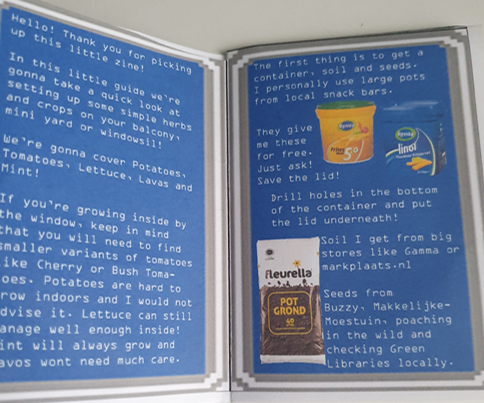 Hello! Thank you for picking
up this little zine!
In this little guide we're
gonna take a quick look at
setting up some simple herbs
and crops on your balcony,
mini yard or windowsil!
We're gonna cover Potatoes,
Tomatoes, Lettuce, Lavas and
Mint!
If you're growing inside by
the window, keep in mind
that you will need to find
smaller variants of tomatoes
like Cherry or Bush Toma-
oes. Potatoes are hard to
row indoors and I would not
dvise it. Lettuce can still
anage well enough inside!
int will always grow and
avos wont need much care.
The first thing is to get a
container, soil and seeds.
I personally use large pots
from local snack bars.
They give
me these
for free.
Just ask!
Save the lid!
Drill holes in the bottom
of the container and put
the lid underneath!
fleurella
POT
GROND
40
Soil I get from big
stores like Gamma or
markplaats.nl
Seeds from
Buzzy, Makkelijke-
Moestuin, poaching
in the wild and
checking Green
Libraries locally.